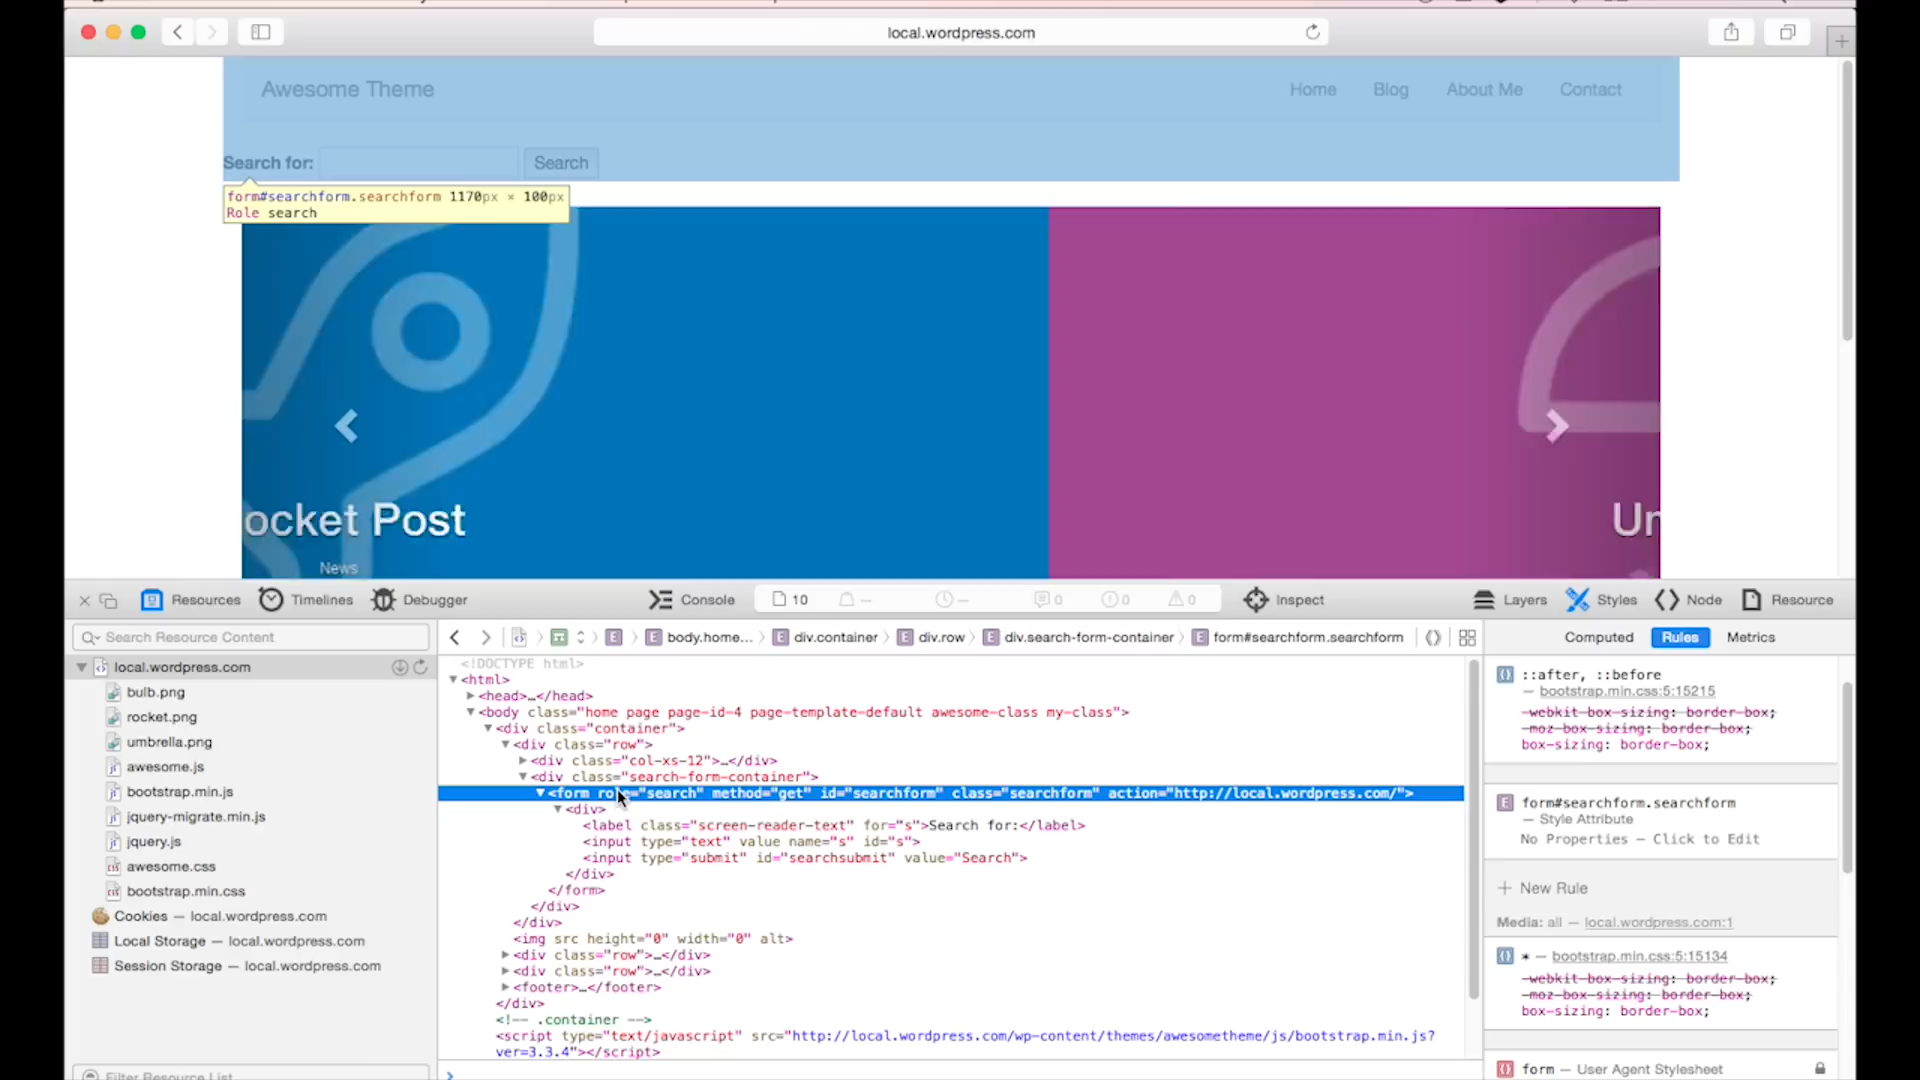 local.wordpress.com
Awesome Theme
Home Blog About Me Contact
Search for: Search
form#searchform.searchform 1170px × 100px
Role search
ocket Post
News
Ur
Resources Timelines Debugger Console 10 — — 0 0 0 Inspect Layers Styles Node Resource
Search Resource Content
body.home... div.container div.row div.search-form-container form#searchform.searchform
Computed Rules Metrics
local.wordpress.com
bulb.png
rocket.png
umbrella.png
awesome.js
bootstrap.min.js
jquery-migrate.min.js
jquery.js
awesome.css
bootstrap.min.css
Cookies — local.wordpress.com
Local Storage — local.wordpress.com
Session Storage — local.wordpress.com
Filter Resource List
<!DOCTYPE html>
<html>
<head>…</head>
<body class="home page page-id-4 page-template-default awesome-class my-class">
<div class="container">
<div class="row">
<div class="col-xs-12">…</div>
<div class="search-form-container">
<form role="search" method="get" id="searchform" class="searchform" action="http://local.wordpress.com/">
<div>
<label class="screen-reader-text" for="s">Search for:</label>
<input type="text" value name="s" id="s">
<input type="submit" id="searchsubmit" value="Search">
</div>
</form>
</div>
</div>
<img src height="0" width="0" alt>
<div class="row">…</div>
<div class="row">…</div>
<footer>…</footer>
</div>
<!-- .container -->
<script type="text/javascript" src="http://local.wordpress.com/wp-content/themes/awesometheme/js/bootstrap.min.js?
ver=3.3.4"></script>
::after, ::before
— bootstrap.min.css:5:15215
-webkit-box-sizing: border-box;
-moz-box-sizing: border-box;
box-sizing: border-box;
form#searchform.searchform
— Style Attribute
No Properties — Click to Edit
New Rule
Media: all — local.wordpress.com:1
* — bootstrap.min.css:5:15134
-webkit-box-sizing: border-box;
-moz-box-sizing: border-box;
box-sizing: border-box;
form — User Agent Stylesheet